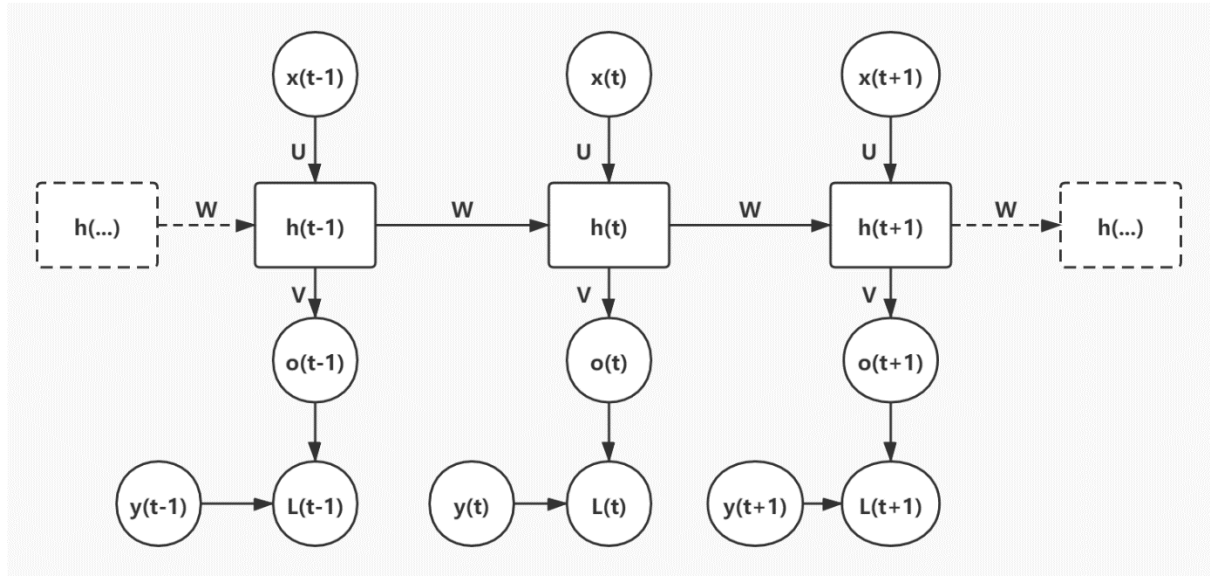 x(t-1) x(t) x(t+1)
U U U
W W W W
h(...) h(t-1) h(t) h(t+1) h(...)
V V V
o(t-1) o(t) o(t+1)
y(t-1) L(t-1) y(t) L(t) y(t+1) L(t+1)